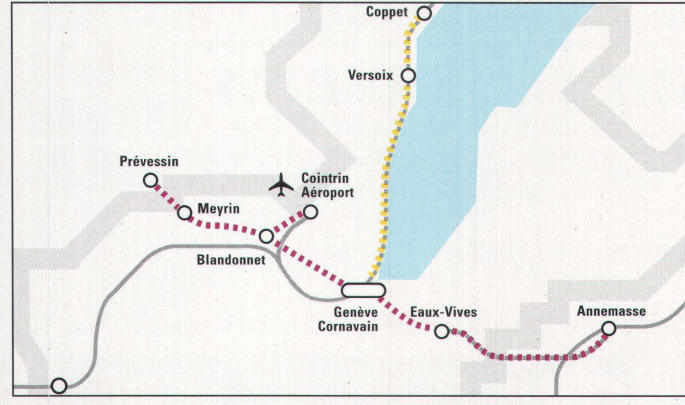 Coppet
Versoix
Prévessin
Cointrin
Aéroport
Meyrin
Blandonnet
Genève
Cornavain
Eaux-Vives
Annemasse